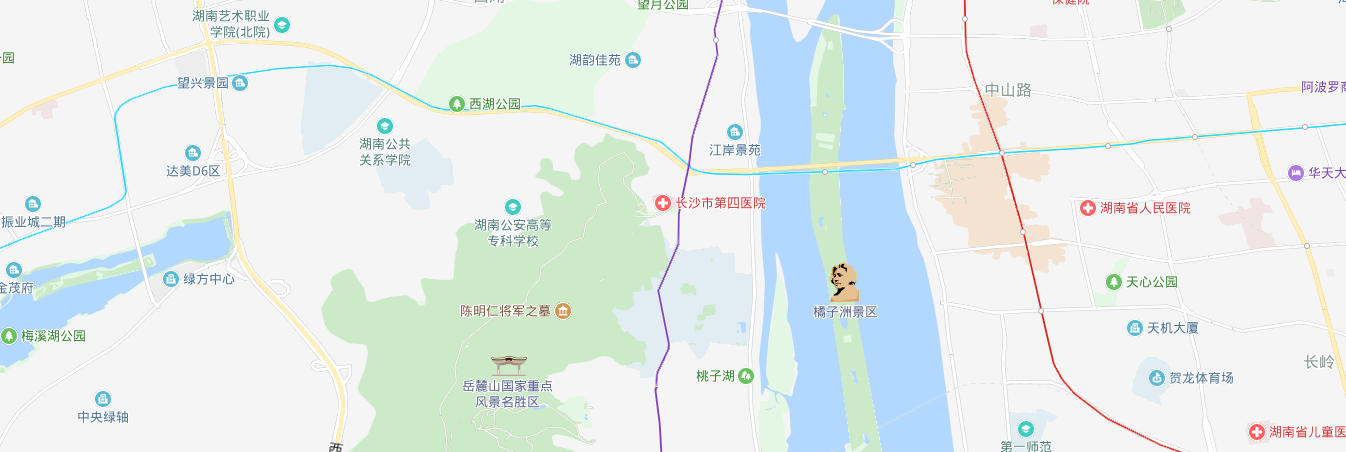 望月公园
保健院
湖南艺术职业
学院(北院)
湖韵佳苑
望兴景园
中山路
阿波罗商
西湖公园
湖南公共
关系学院
江岸景苑
达美D6区
华天大
长沙市第四医院
湖南省人民医院
振业城二期
湖南公安高等
专科学校
绿方中心
金茂府
天心公园
陈明仁将军之墓
橘子洲景区
天机大厦
梅溪湖公园
长岭
桃子湖
贺龙体育场
岳麓山国家重点
风景名胜区
中央绿轴
湖南省儿童医
第一师范
西